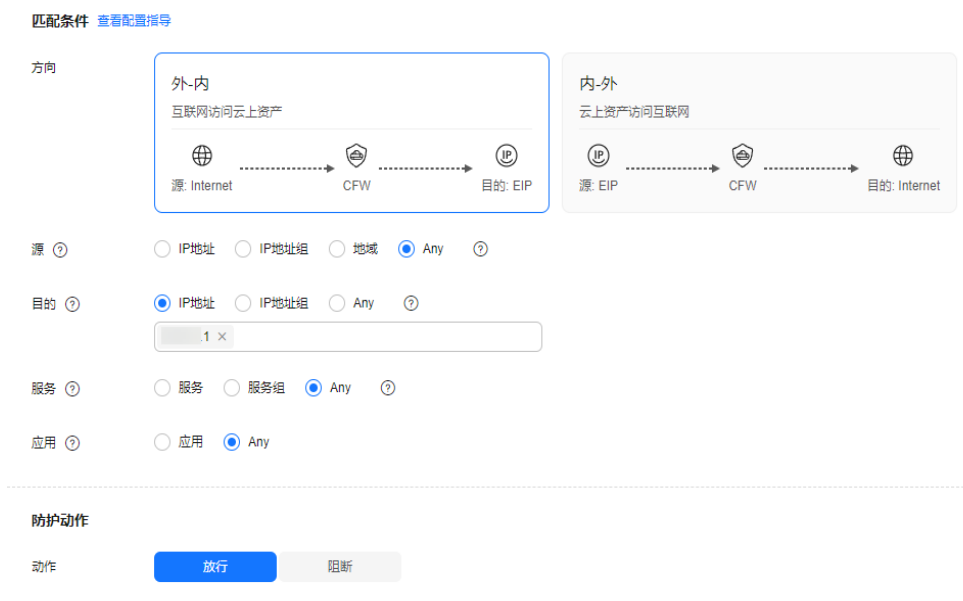 匹配条件 查看配置指导
方向
外-内
互联网访问云上资产
源: Internet
CFW
IP
目的: EIP
内-外
云上资产访问互联网
IP
源: EIP
CFW
目的: Internet
源 ? IP地址 IP地址组 地域 Any ?
目的 ? IP地址 IP地址组 Any ?
.1 ×
服务 ? 服务 服务组 Any ?
应用 ? 应用 Any
防护动作
动作 放行 阻断